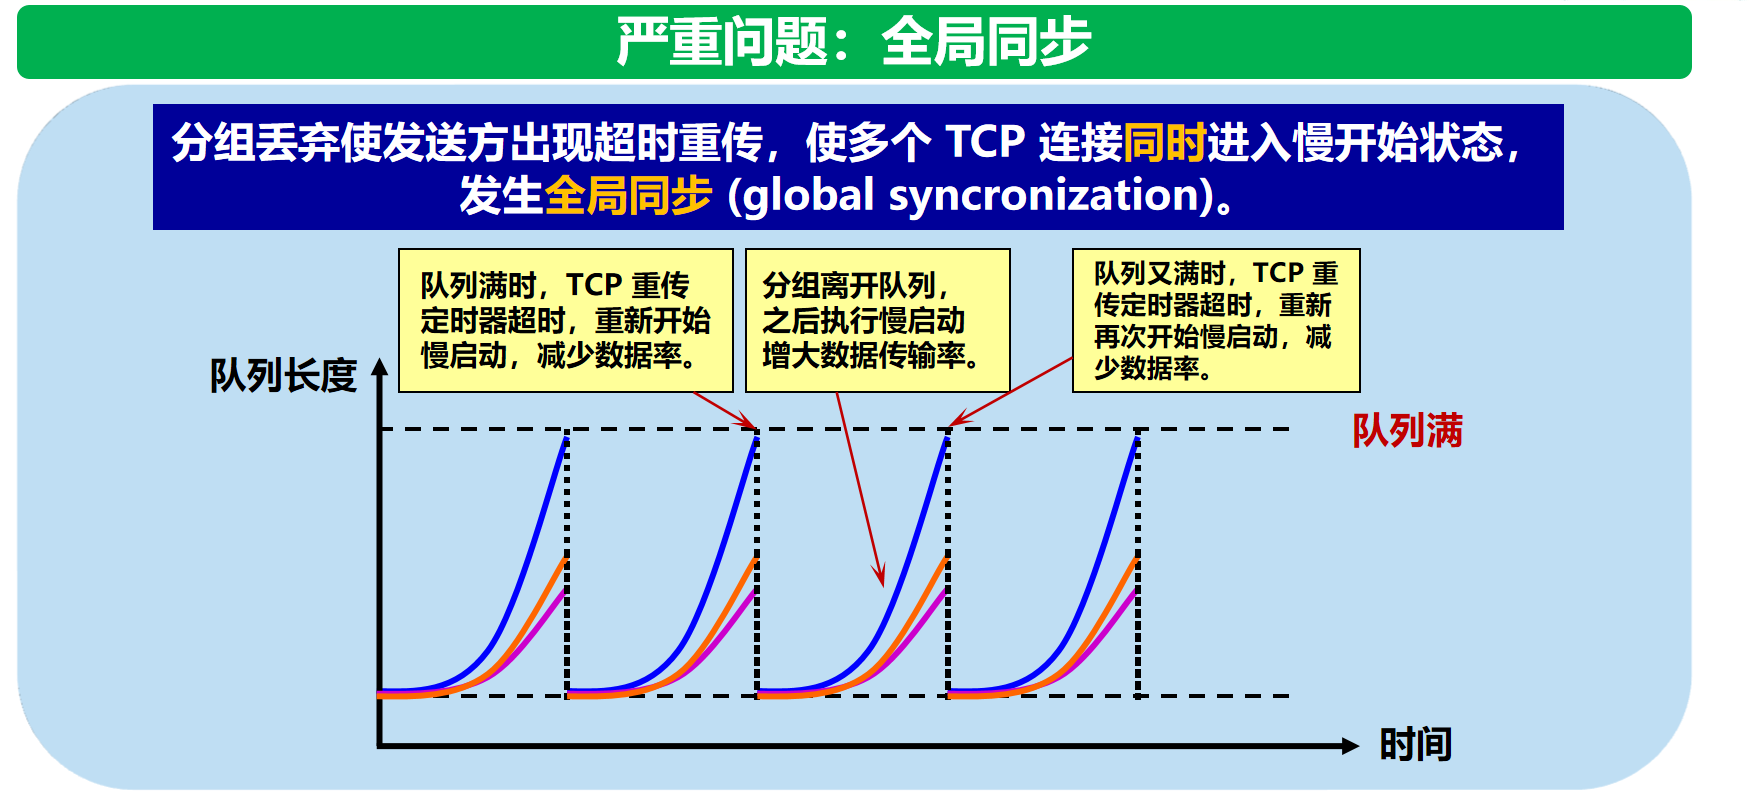 严重问题：全局同步
分组丢弃使发送方出现超时重传，使多个 TCP 连接同时进入慢开始状态，
发生全局同步 (global syncronization)。
队列满时，TCP 重传
定时器超时，重新开始
慢启动，减少数据率。
分组离开队列，
之后执行慢启动
增大数据传输率。
队列又满时，TCP 重
传定时器超时，重新
再次开始慢启动，减
少数据率。
队列长度
队列满
时间